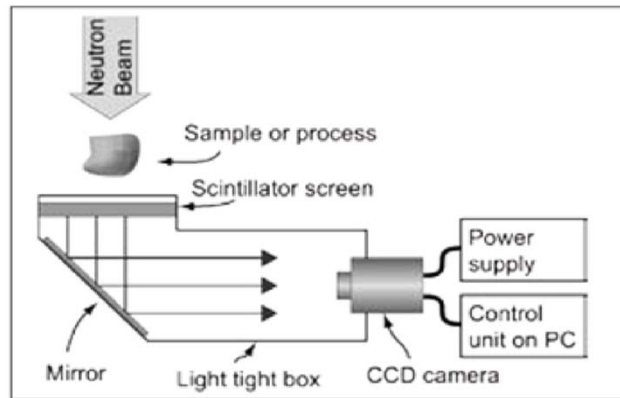 Neutron
Beam
Sample or process
Scintillator screen
Power
supply
Control
unit on PC
Mirror
Light tight box
CCD camera